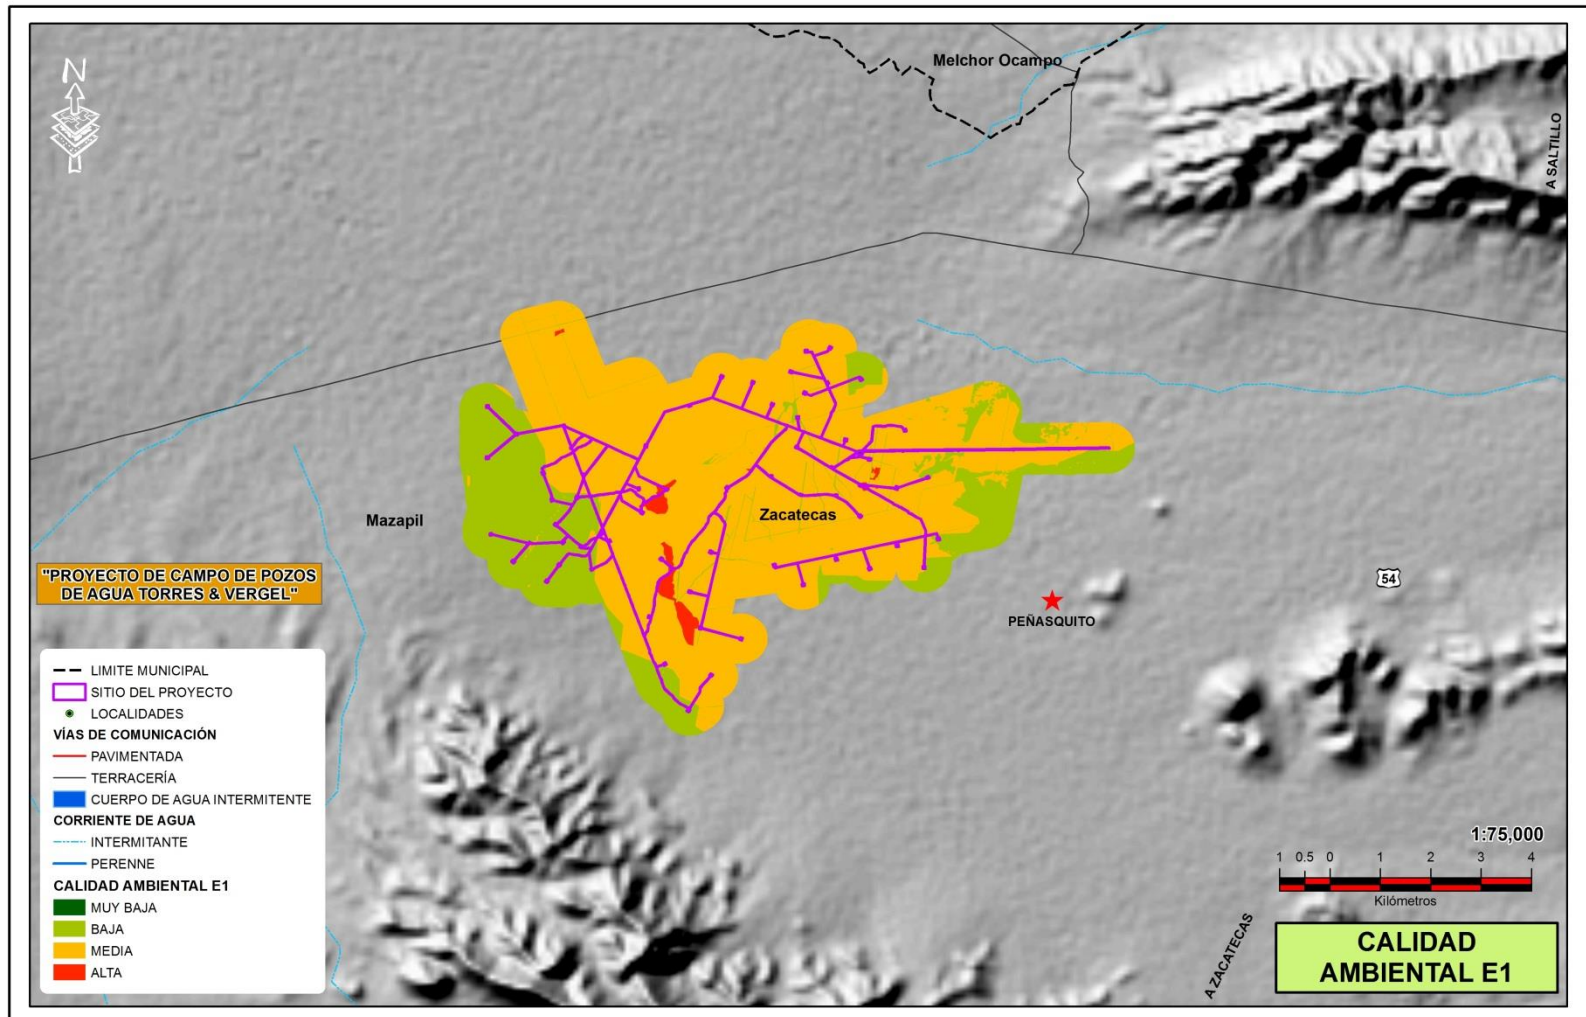 N
Melchor Ocampo
A SALTILLO
Mazapil
Zacatecas
"PROYECTO DE CAMPO DE POZOS
DE AGUA TORRES & VERGEL"
PEÑASQUITO
54
LIMITE MUNICIPAL
SITIO DEL PROYECTO
LOCALIDADES
VÍAS DE COMUNICACIÓN
PAVIMENTADA
TERRACERÍA
CUERPO DE AGUA INTERMITENTE
CORRIENTE DE AGUA
INTERMITANTE
PERENNE
CALIDAD AMBIENTAL E1
MUY BAJA
BAJA
MEDIA
ALTA
1:75,000
1 0.5 0 1 2 3 4
Kilómetros
A ZACATECAS
CALIDAD
AMBIENTAL E1